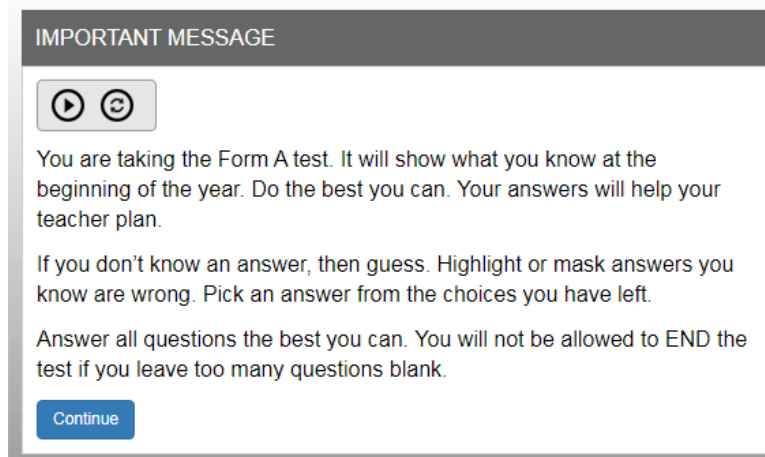 IMPORTANT MESSAGE
You are taking the Form A test. It will show what you know at the
beginning of the year. Do the best you can. Your answers will help your
teacher plan.
If you don’t know an answer, then guess. Highlight or mask answers you
know are wrong. Pick an answer from the choices you have left.
Answer all questions the best you can. You will not be allowed to END the
test if you leave too many questions blank.
Continue